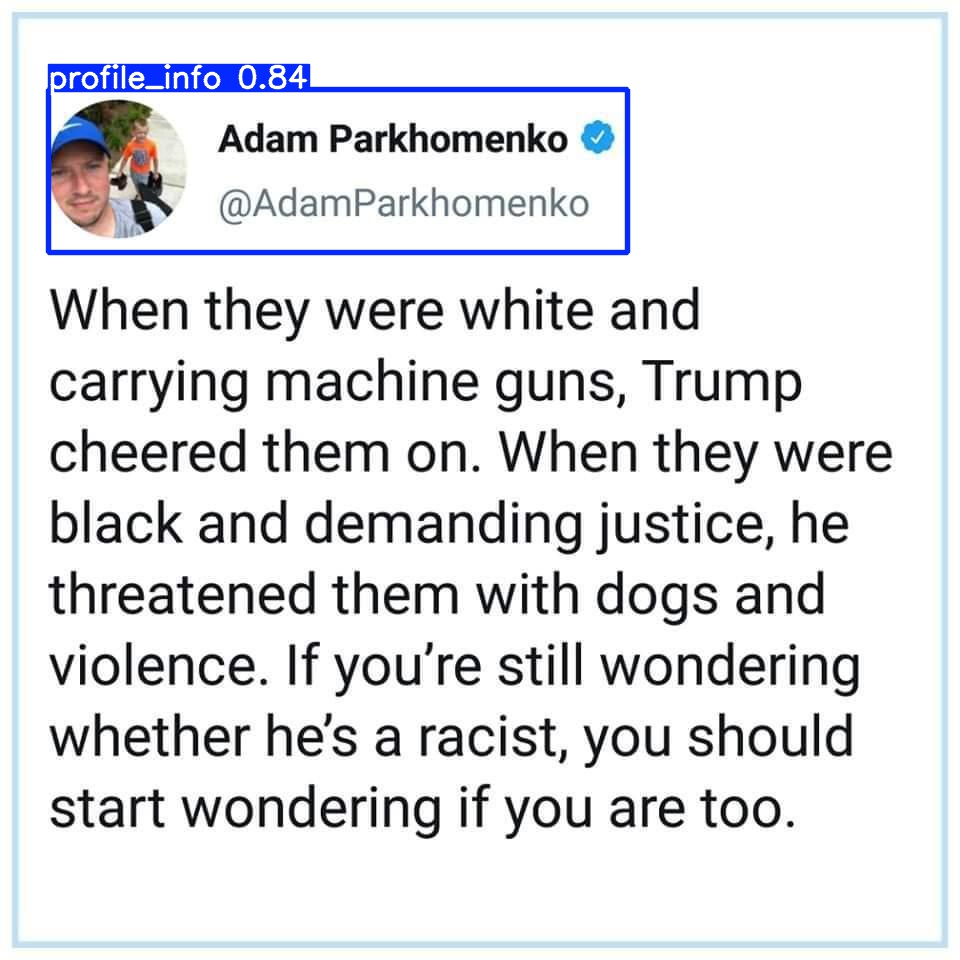 profile_info 0.84
Adam Parkhomenko
@AdamParkhomenko
When they were white and
carrying machine guns, Trump
cheered them on. When they were
black and demanding justice, he
threatened them with dogs and
violence. If you’re still wondering
whether he’s a racist, you should
start wondering if you are too.